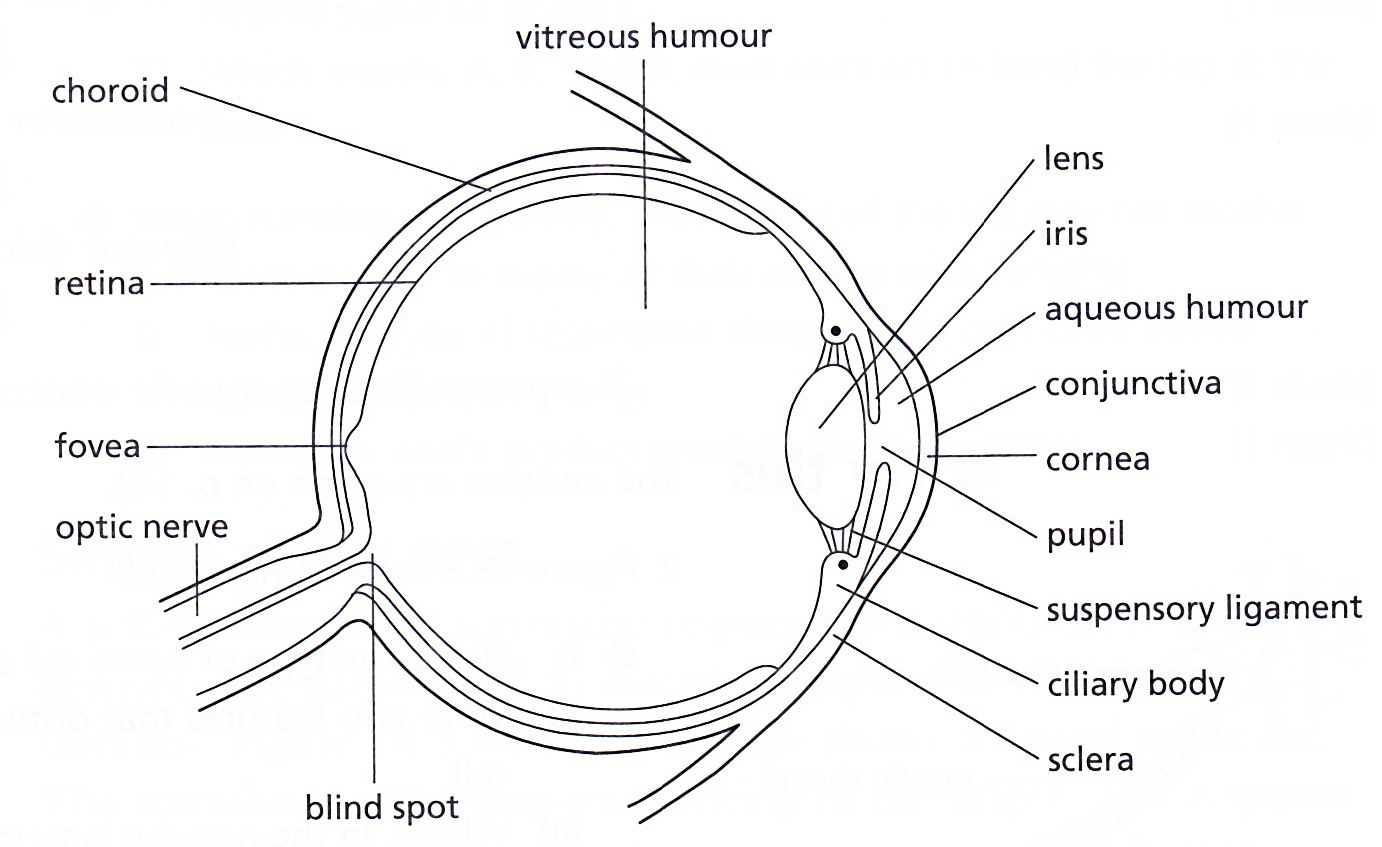 vitreous humour
choroid
lens
iris
retina
aqueous humour
conjunctiva
fovea
cornea
optic nerve
pupil
suspensory ligament
ciliary body
sclera
blind spot